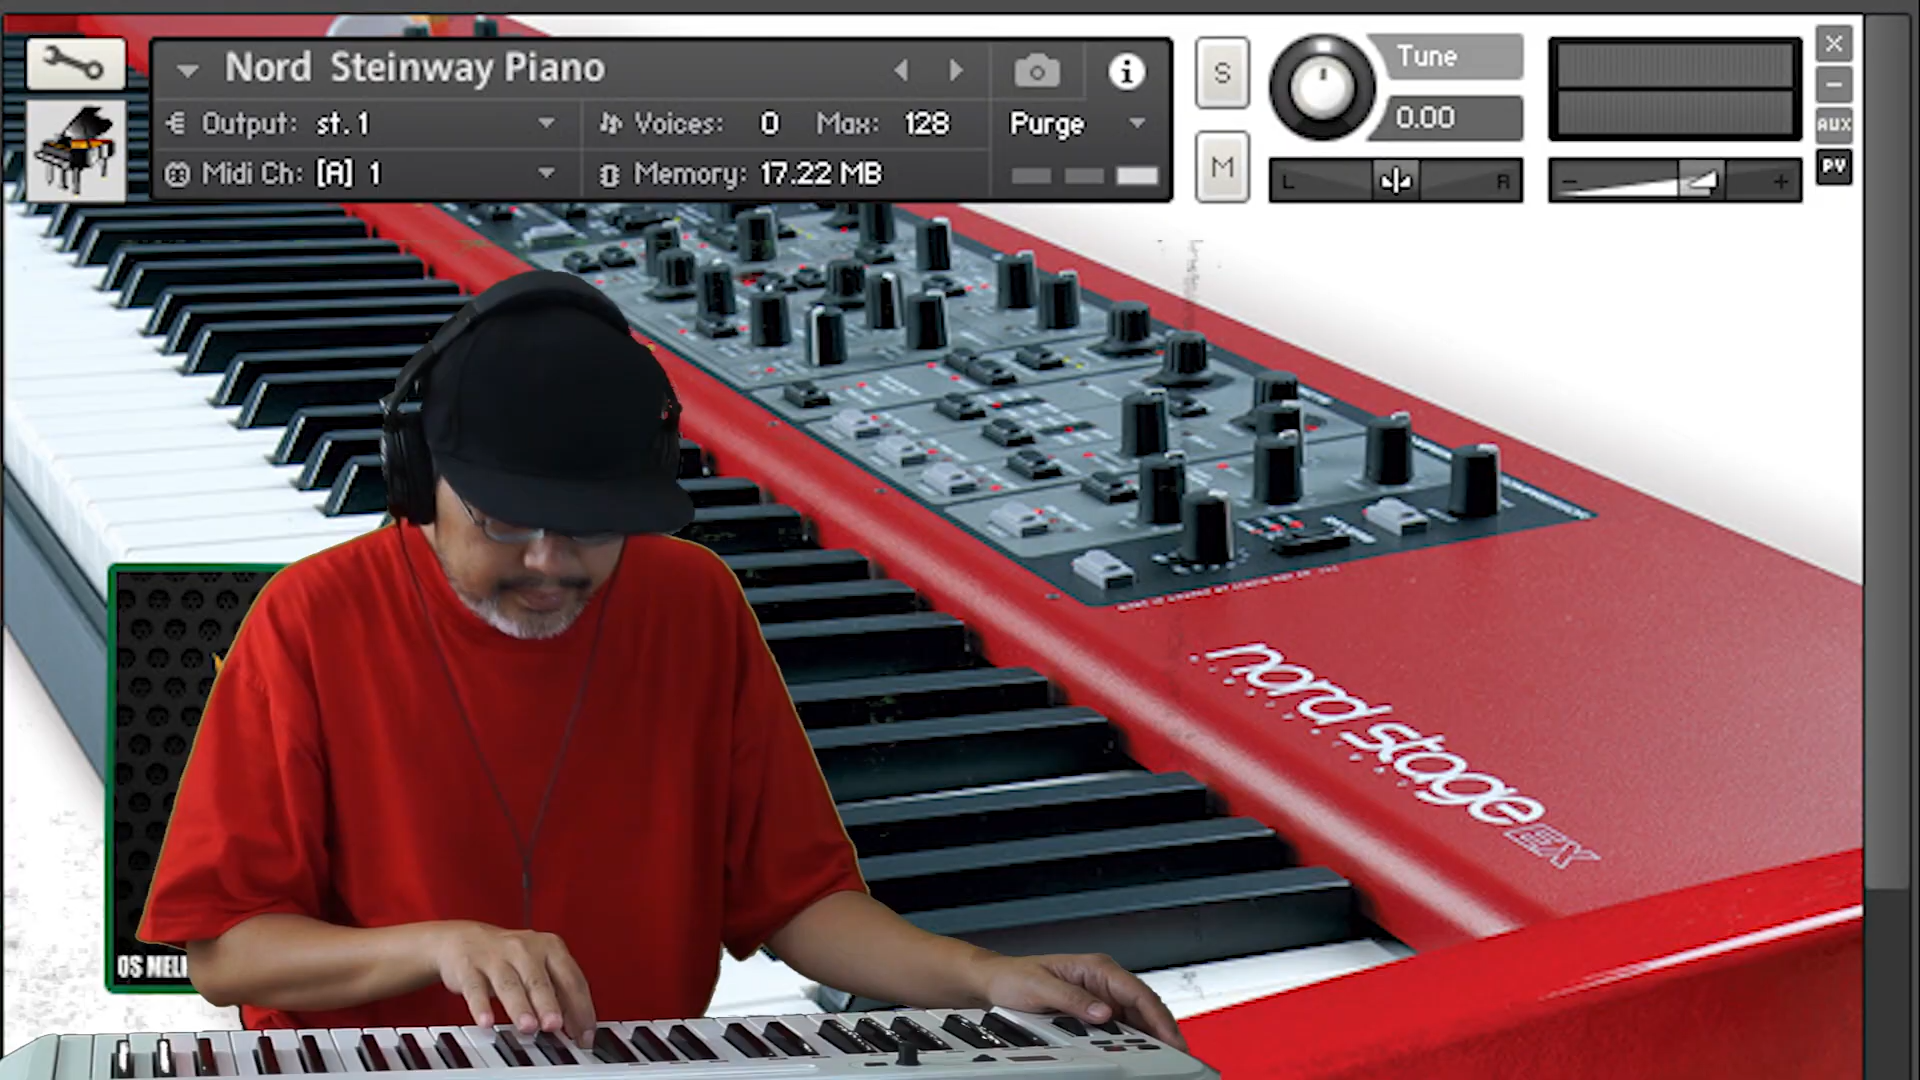 Nord Steinway Piano
S
Tune
Output: st.1
Voices: 0 Max: 128
Purge
0.00
AUX
Midi Ch: [A] 1
Memory: 17.22 MB
M
L R
- +
PV
nord stage EX
OS MEL